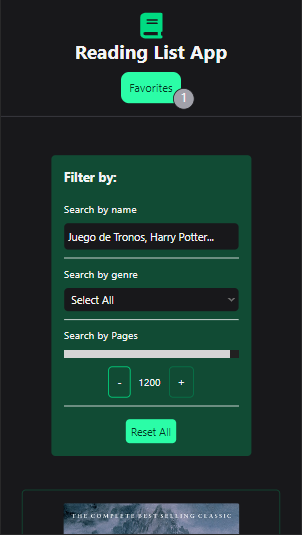 Reading List App
Favorites
1
Filter by:
Search by name
Juego de Tronos, Harry Potter...
Search by genre
Select All
Search by Pages
- 1200 +
Reset All
THE COMPLETE BEST SELLING CLASSIC